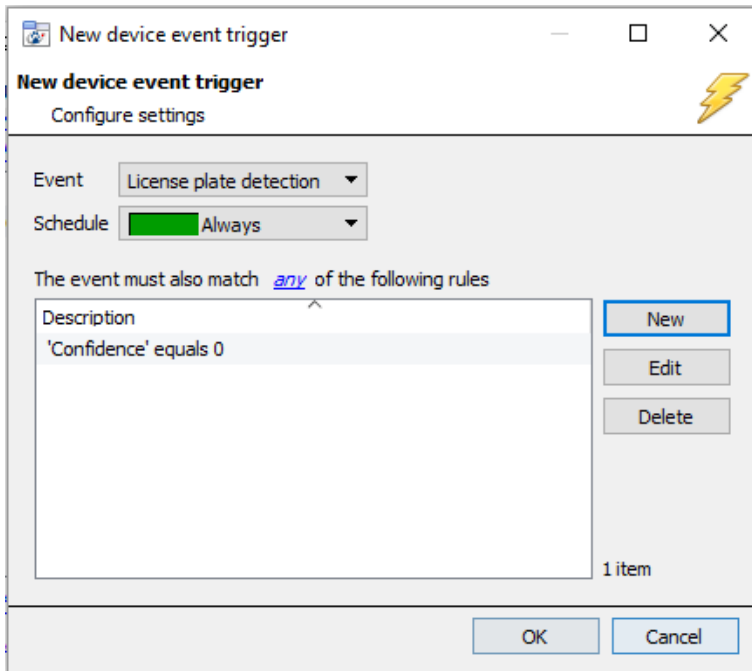 New device event trigger
New device event trigger
Configure settings
Event License plate detection
Schedule Always
The event must also match any of the following rules
Description New
'Confidence' equals 0
Edit
Delete
1 item
OK Cancel